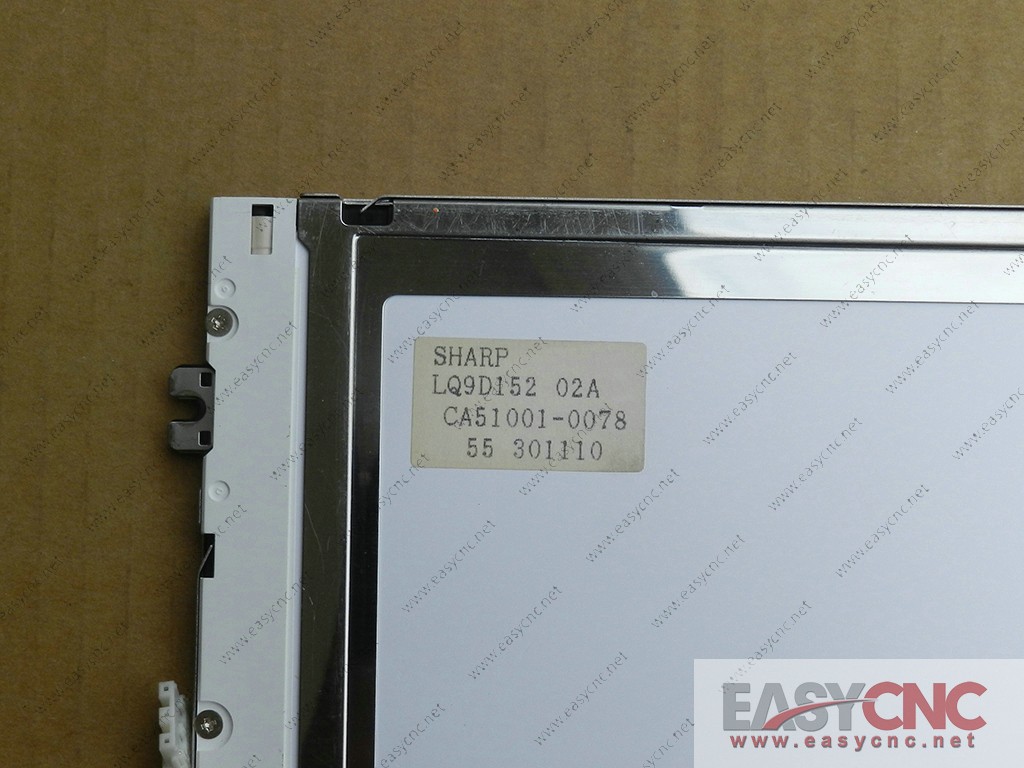 SHARP
LQ9D152 02A
CA51001-0078
55 301110
EASYCNC
www.easycnc.net